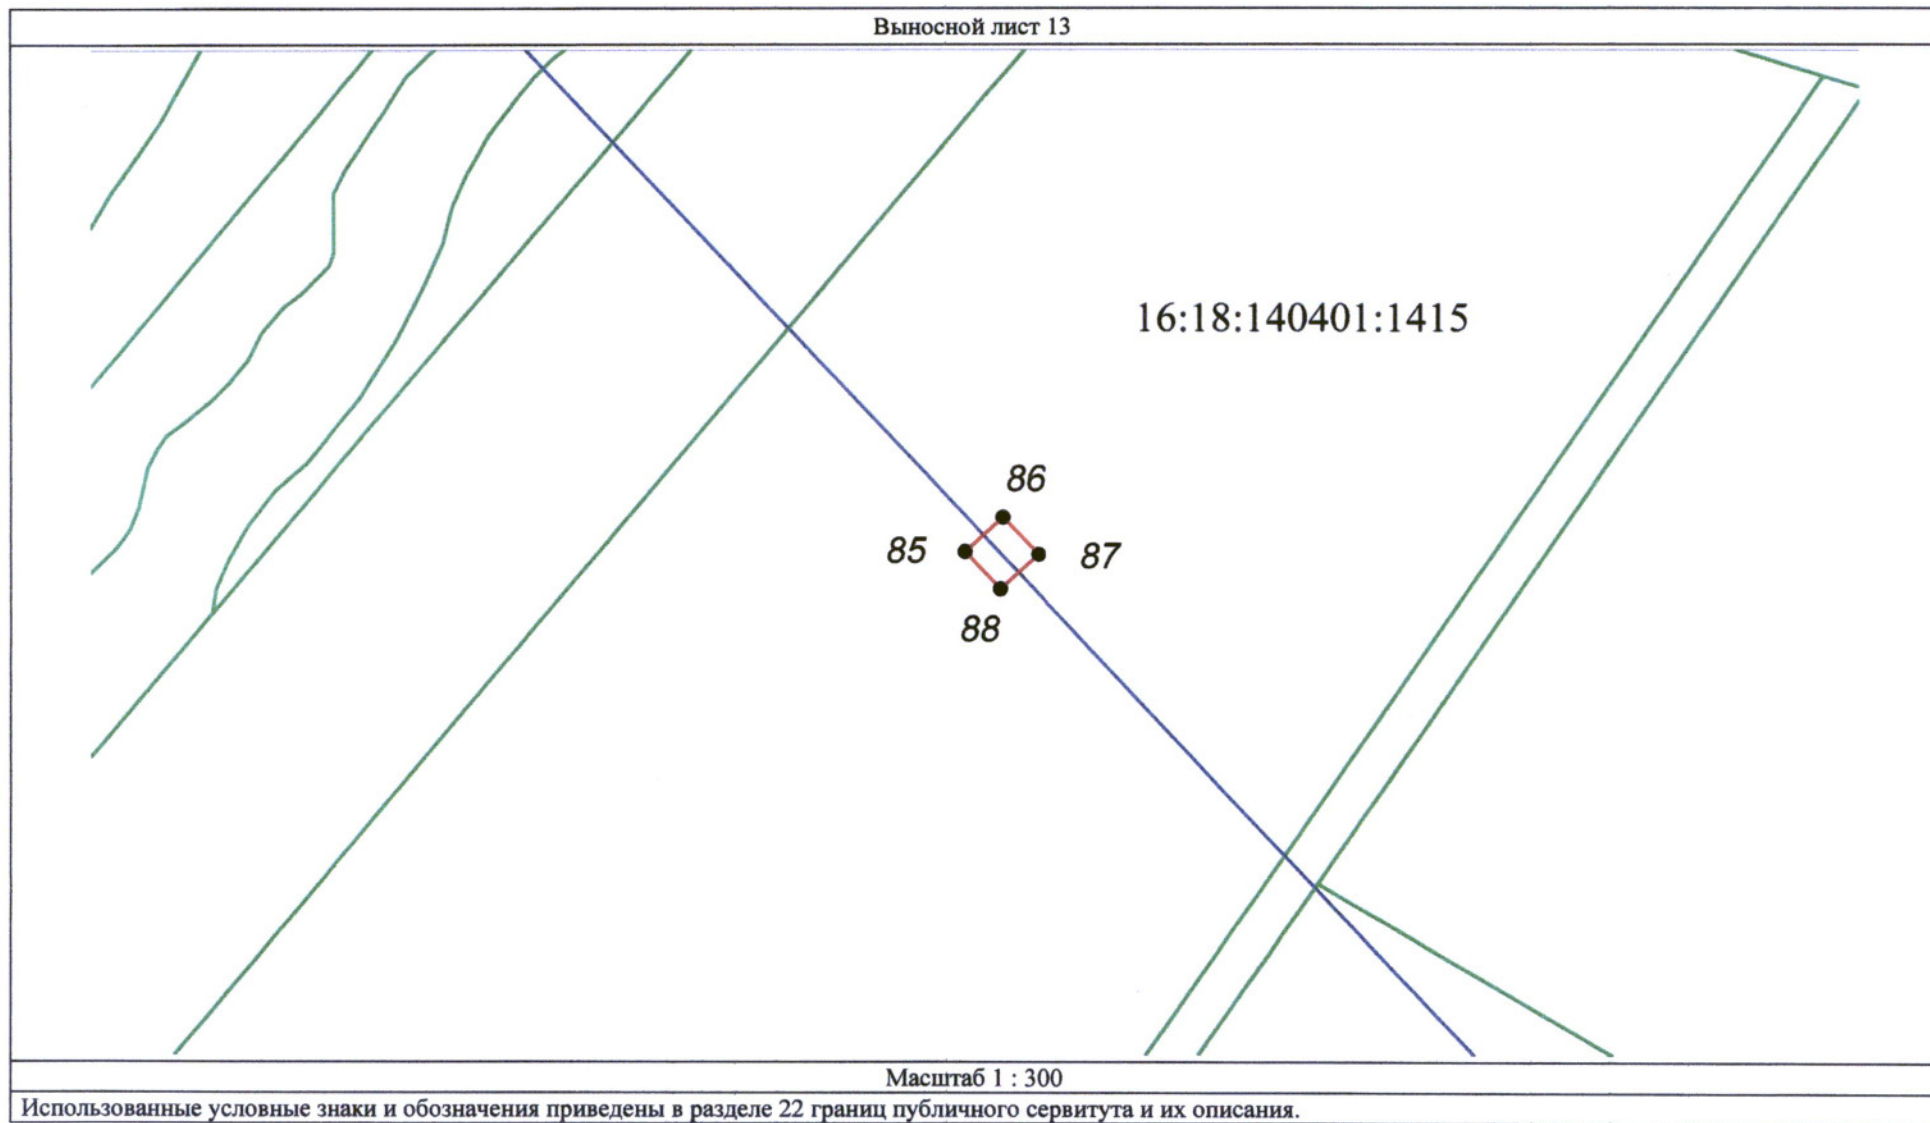 Выносной лист 13
16:18:140401:1415
86
85
87
88
Масштаб 1 : 300
Использованные условные знаки и обозначения приведены в разделе 22 границ публичного сервитута и их описания.